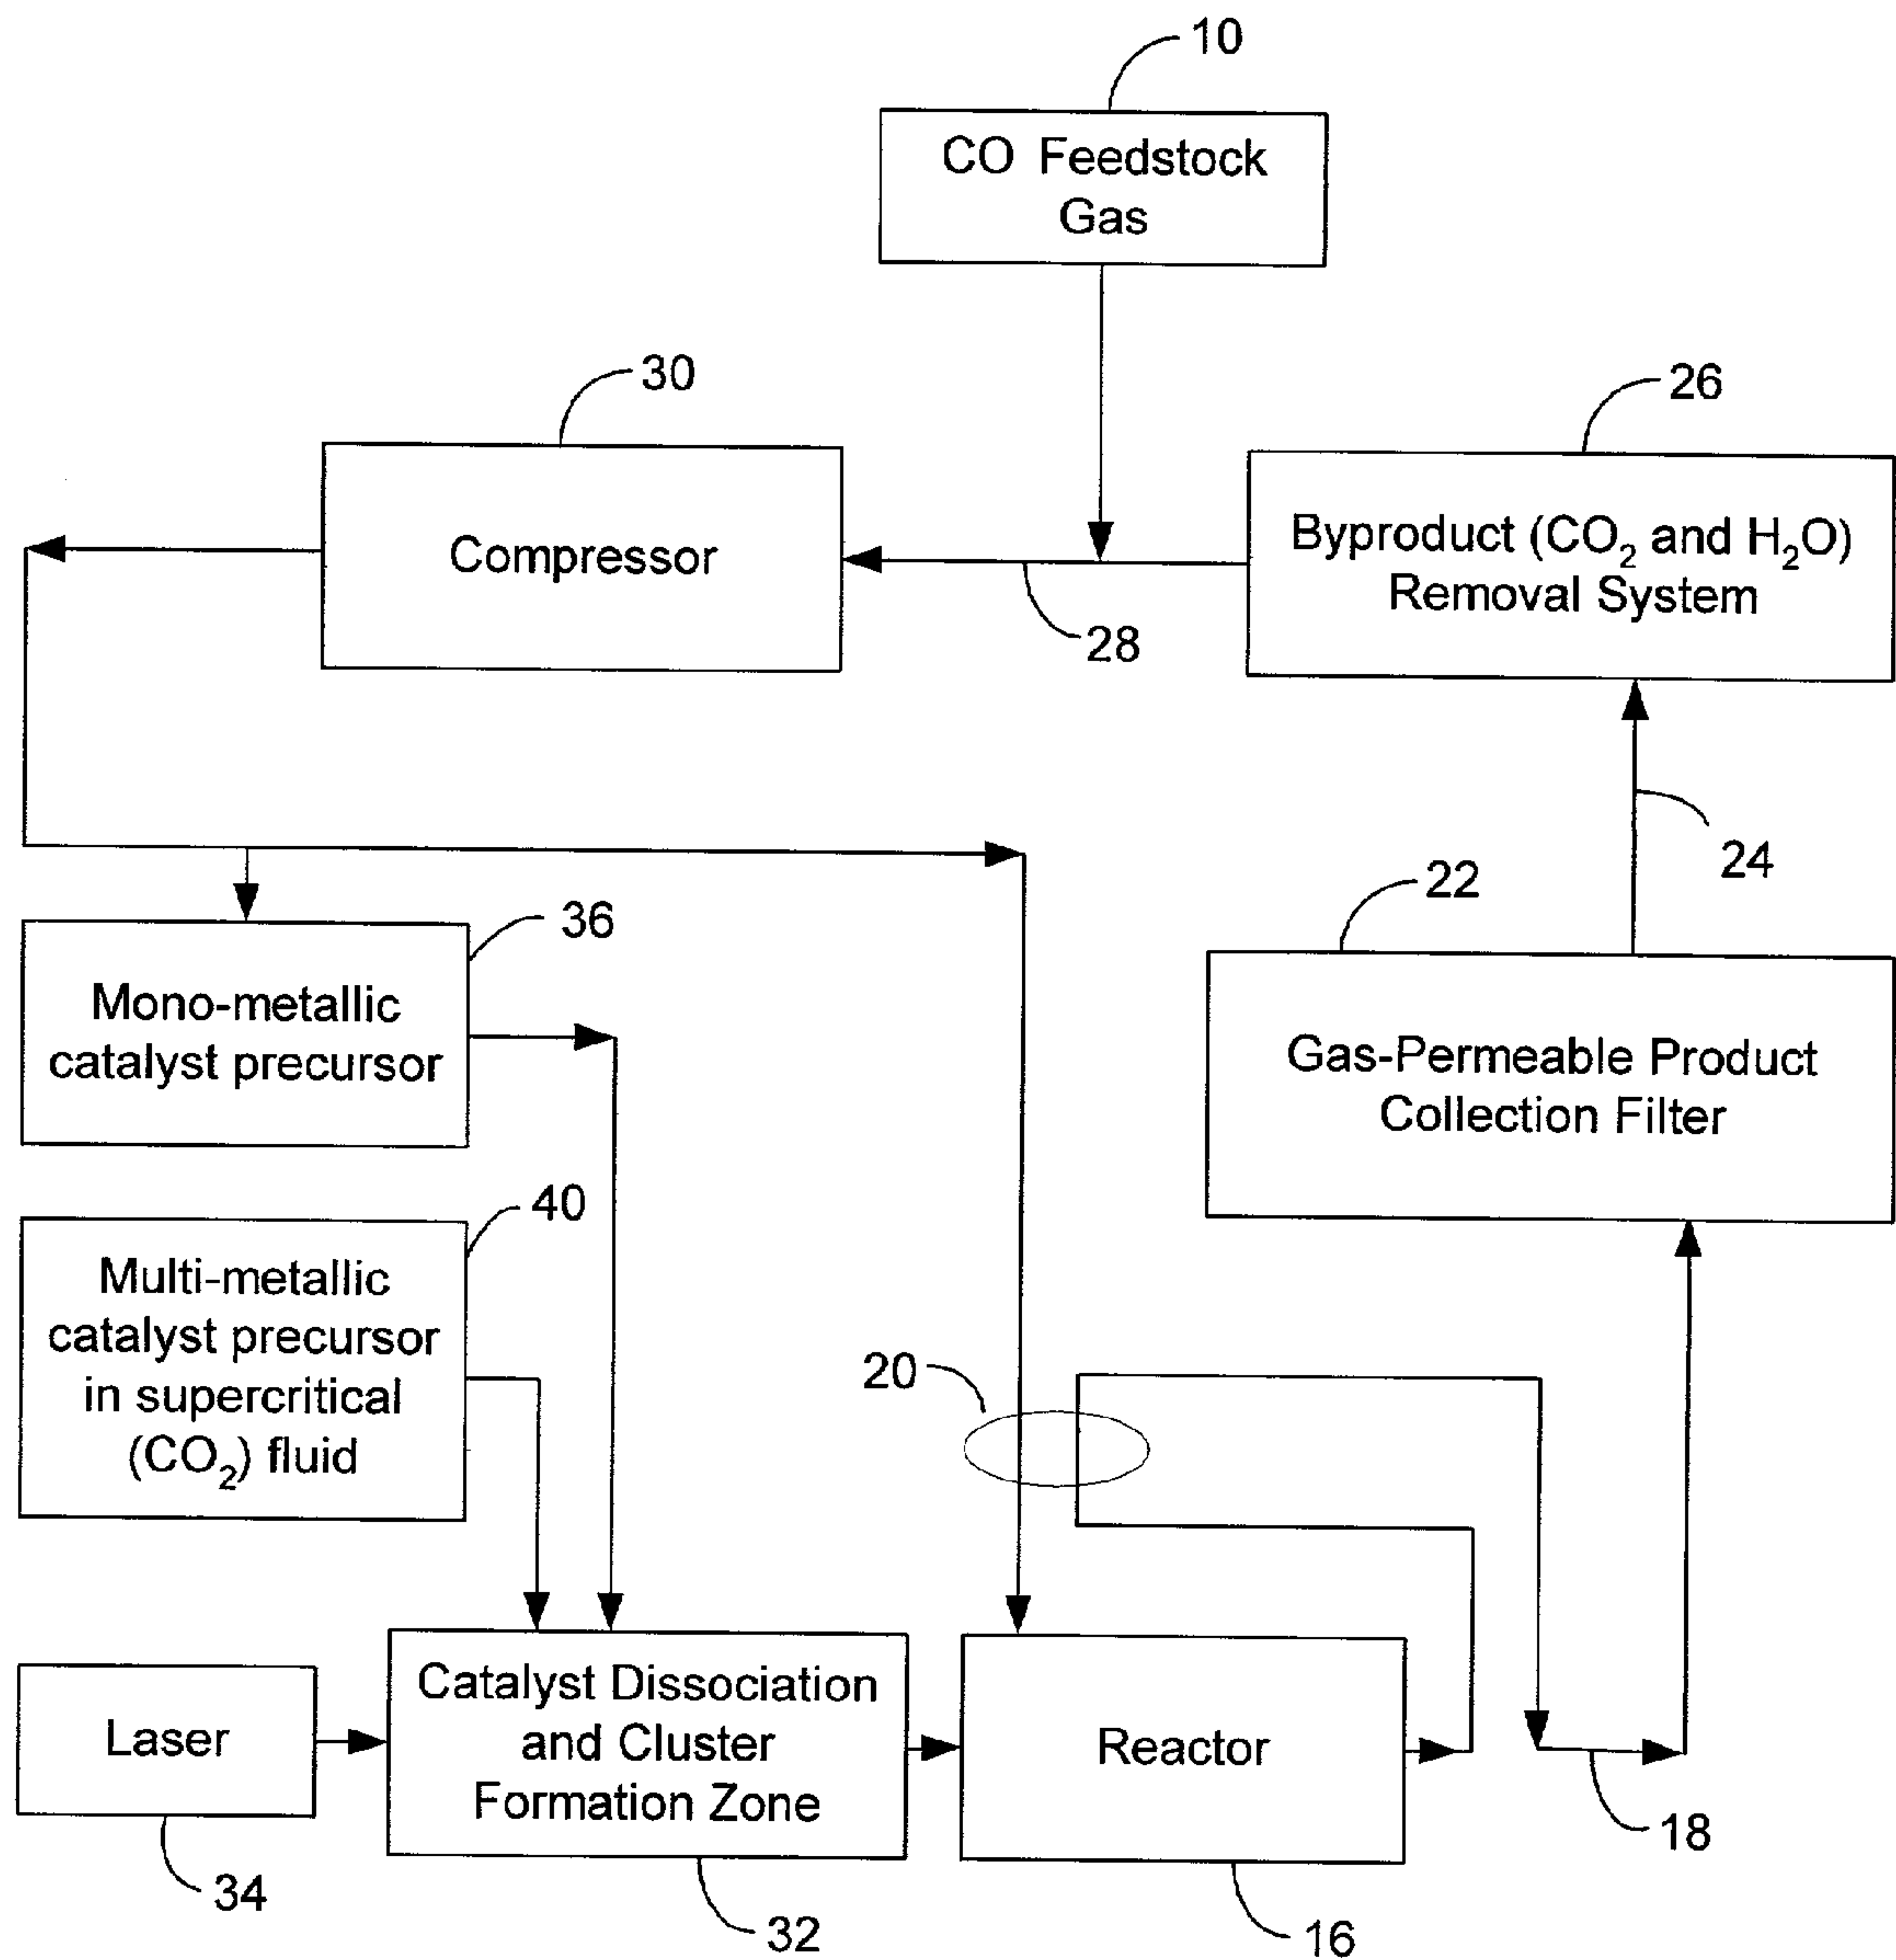 10
CO Feedstock
Gas
30
26
Compressor
Byproduct (CO₂ and H₂O)
Removal System
28
24
22
36
Mono-metallic
catalyst precursor
Gas-Permeable Product
Collection Filter
40
Multi-metallic
catalyst precursor
in supercritical
(CO₂) fluid
20
Laser
Catalyst Dissociation
and Cluster
Formation Zone
Reactor
18
34
32
16